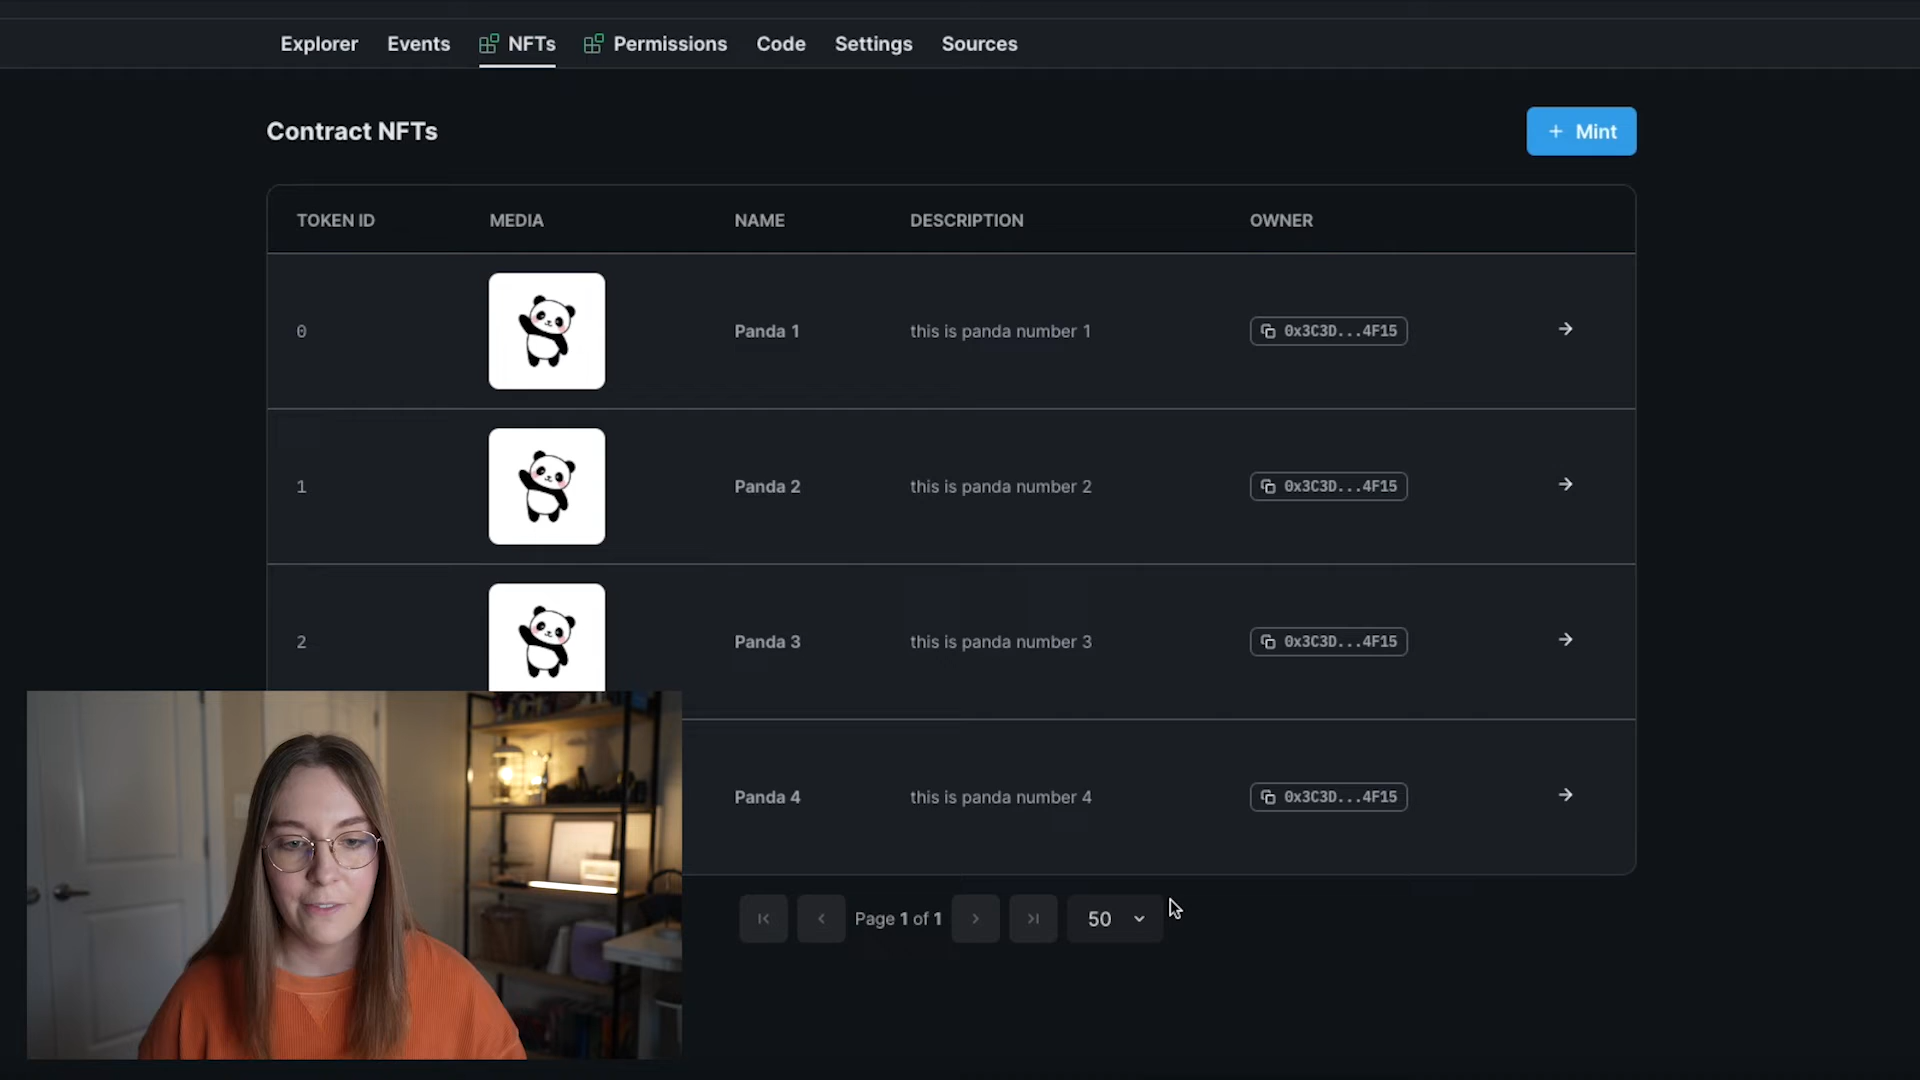 Explorer Events NFTs Permissions Code Settings Sources
Contract NFTs
+ Mint
TOKEN ID MEDIA NAME DESCRIPTION OWNER
0 Panda 1 this is panda number 1 0x3C3D...4F15
1 Panda 2 this is panda number 2 0x3C3D...4F15
2 Panda 3 this is panda number 3 0x3C3D...4F15
Panda 4 this is panda number 4 0x3C3D...4F15
Page 1 of 1 50